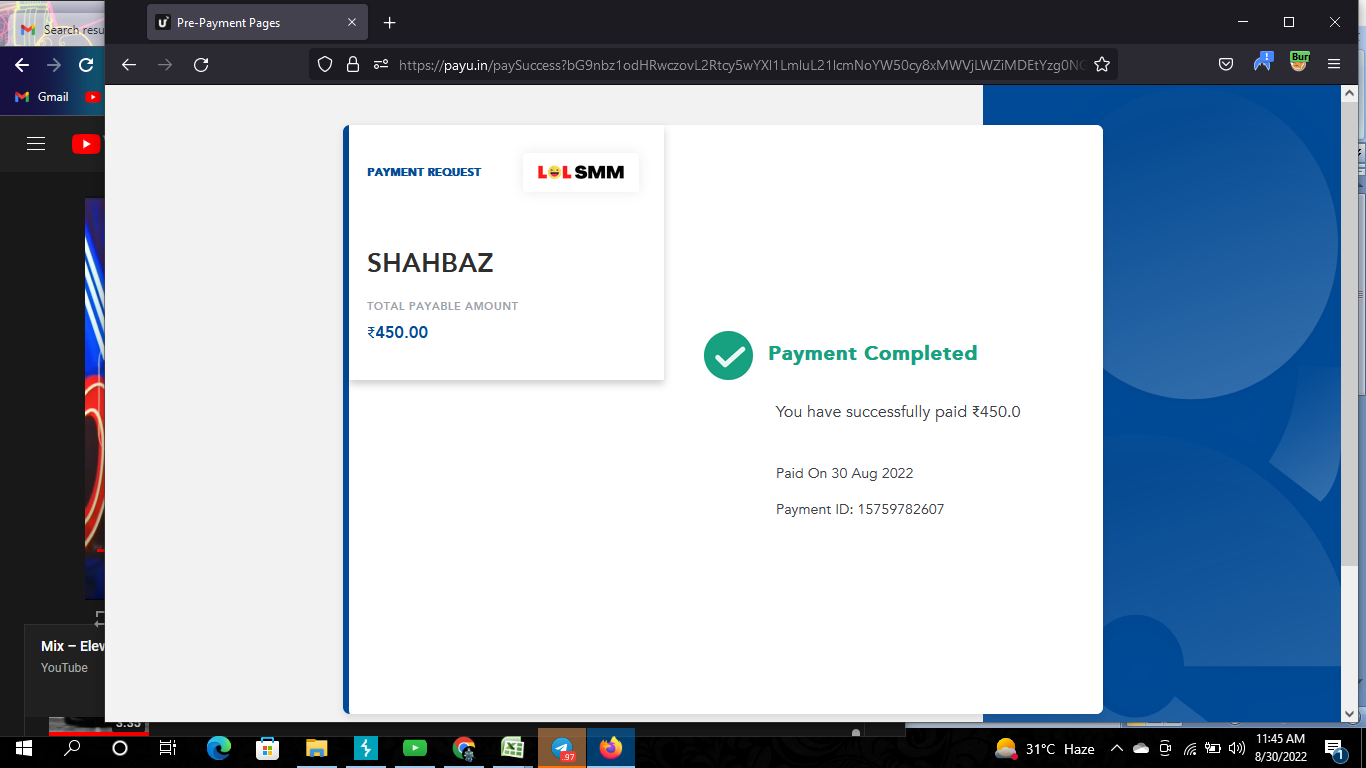 Search resu
Pre-Payment Pages
https://payu.in/paySuccess?bG9nbz1odHRwczovL2Rtcy5wYXl1LmluL21lcmNoYW50cy8xMWVjLWZiMDEtYzg0NC
Bur
Gmail
PAYMENT REQUEST
LOL SMM
SHAHBAZ
TOTAL PAYABLE AMOUNT
₹450.00
Payment Completed
You have successfully paid ₹450.0
Paid On 30 Aug 2022
Payment ID: 15759782607
Mix – Elev
YouTube
3:35
.97
31°C Haze
11:45 AM
8/30/2022
1